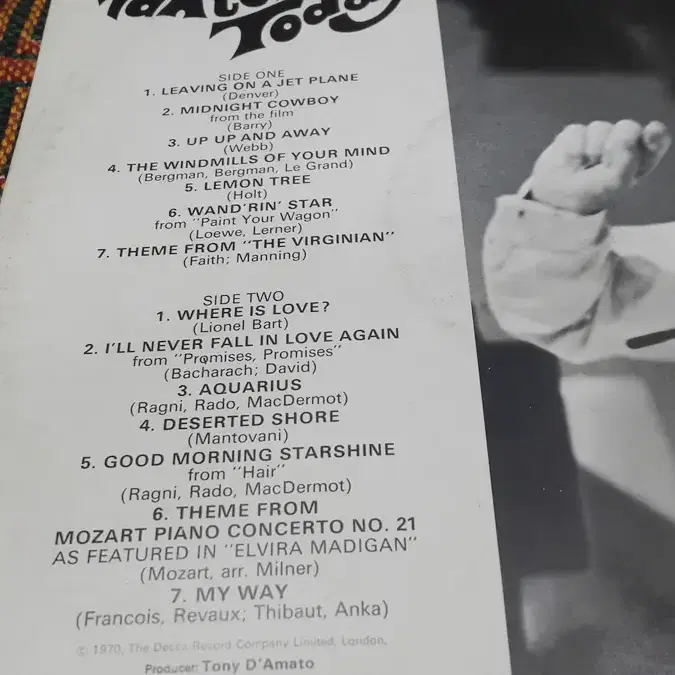 Today
SIDE ONE
1. LEAVING ON A JET PLANE
(Denver)
2. MIDNIGHT COWBOY
from the film
(Barry)
3. UP UP AND AWAY
(Webb)
4. THE WINDMILLS OF YOUR MIND
(Bergman, Bergman, Le Grand)
5. LEMON TREE
(Holt)
6. WAND'RIN' STAR
from "Paint Your Wagon"
(Loewe, Lerner)
7. THEME FROM "THE VIRGINIAN"
(Faith; Manning)
SIDE TWO
1. WHERE IS LOVE?
(Lionel Bart)
2. I'LL NEVER FALL IN LOVE AGAIN
from "Promises, Promises"
(Bacharach; David)
3. AQUARIUS
(Ragni, Rado, MacDermot)
4. DESERTED SHORE
(Mantovani)
5. GOOD MORNING STARSHINE
from "Hair"
(Ragni, Rado, MacDermot)
6. THEME FROM
MOZART PIANO CONCERTO NO. 21
AS FEATURED IN "ELVIRA MADIGAN"
(Mozart, arr. Milner)
7. MY WAY
(Francois, Revaux; Thibaut, Anka)
© 1970, The Decca Record Company Limited, London.
Producer: Tony D'Amato